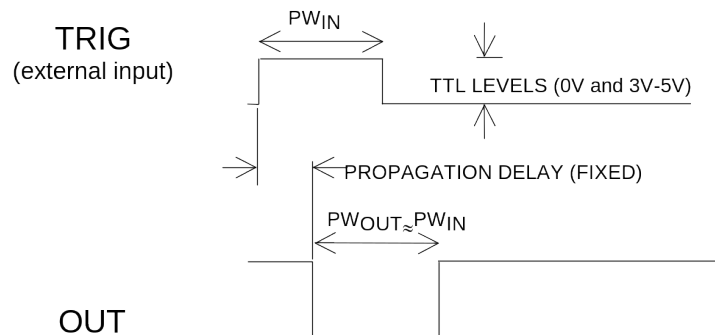 PWIN
TRIG
(external input)
TTL LEVELS (0V and 3V-5V)
PROPAGATION DELAY (FIXED)
PWOUT≈PWIN
OUT